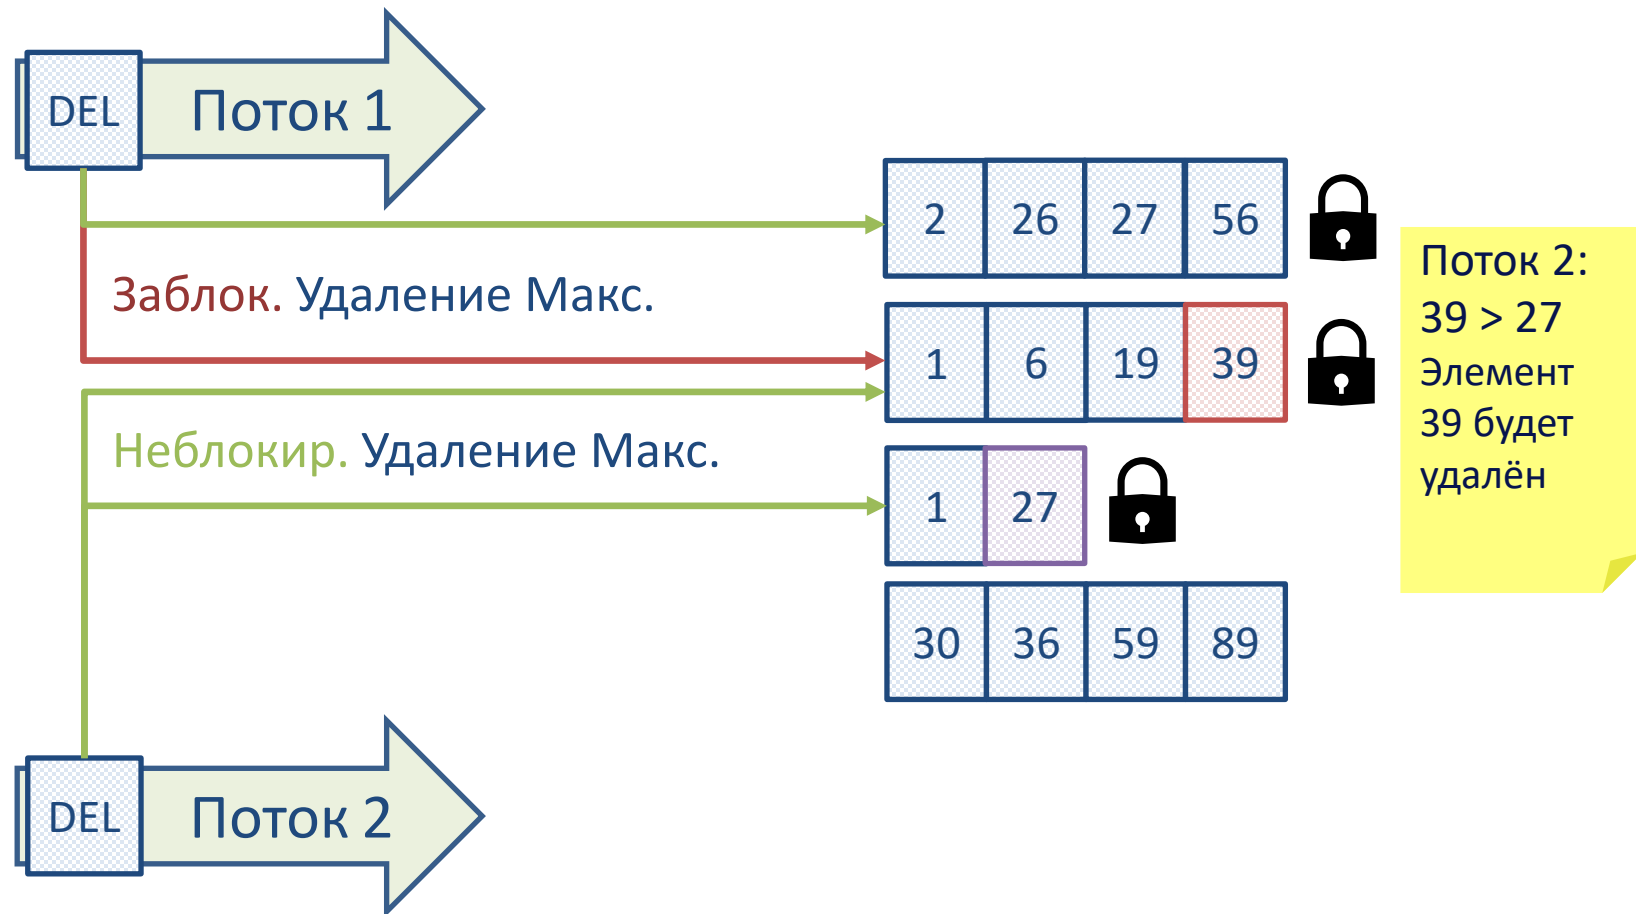 DEL
Поток 1
2 26 27 56
Заблок. Удаление Макс.
1 6 19 39
Неблокир. Удаление Макс.
1 27
30 36 59 89
Поток 2:
39 > 27
Элемент
39 будет
удалён
DEL
Поток 2